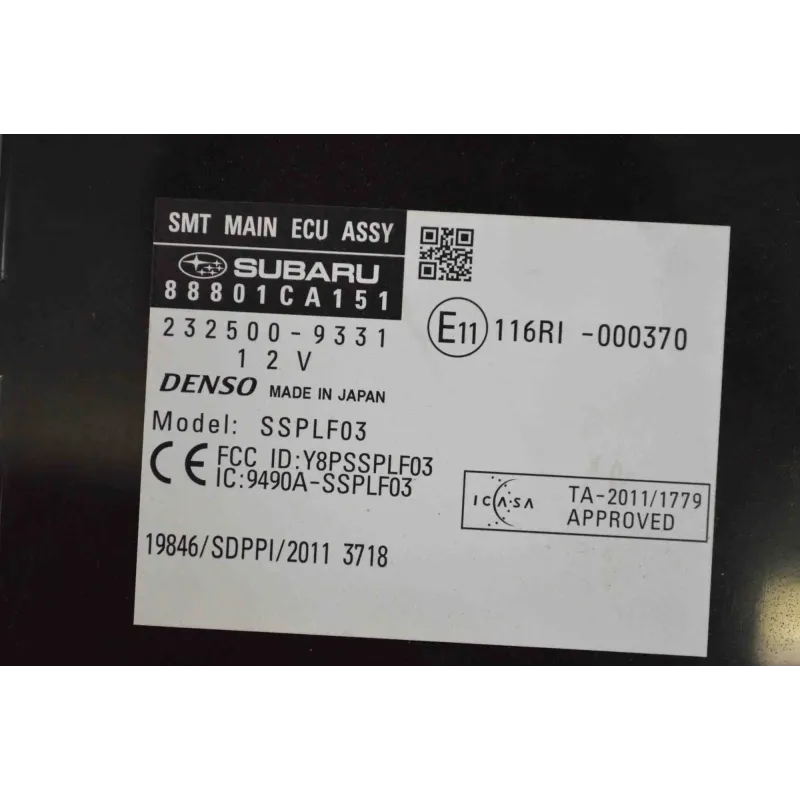 SMT MAIN ECU ASSY
SUBARU
88801CA151
232500-9331
12V
DENSO MADE IN JAPAN
Model: SSPLF03
CE FCC ID:Y8PSSPLF03
IC:9490A-SSPLF03
19846/SDPPI/2011 3718
E11 116RI -000370
ICASA TA-2011/1779
APPROVED